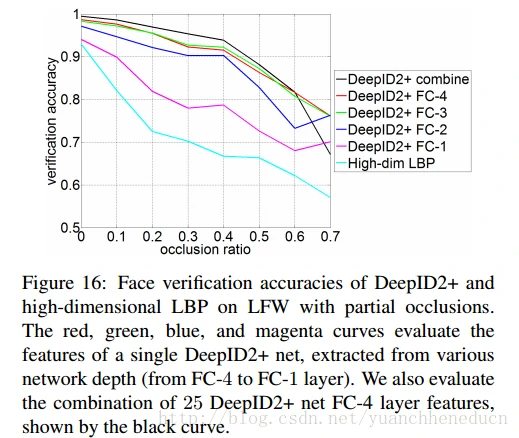 1
0.9
0.8
0.7
0.6
0.5
0 0.1 0.2 0.3 0.4 0.5 0.6 0.7
verification accuracy
occlusion ratio
DeepID2+ combine
DeepID2+ FC-4
DeepID2+ FC-3
DeepID2+ FC-2
DeepID2+ FC-1
High-dim LBP
Figure 16: Face verification accuracies of DeepID2+ and
high-dimensional LBP on LFW with partial occlusions.
The red, green, blue, and magenta curves evaluate the
features of a single DeepID2+ net, extracted from various
network depth (from FC-4 to FC-1 layer). We also evaluate
the combination of 25 DeepID2+ net FC-4 layer features,
shown by the black curve.
http://blog.csdn.net/yuanchheneducn